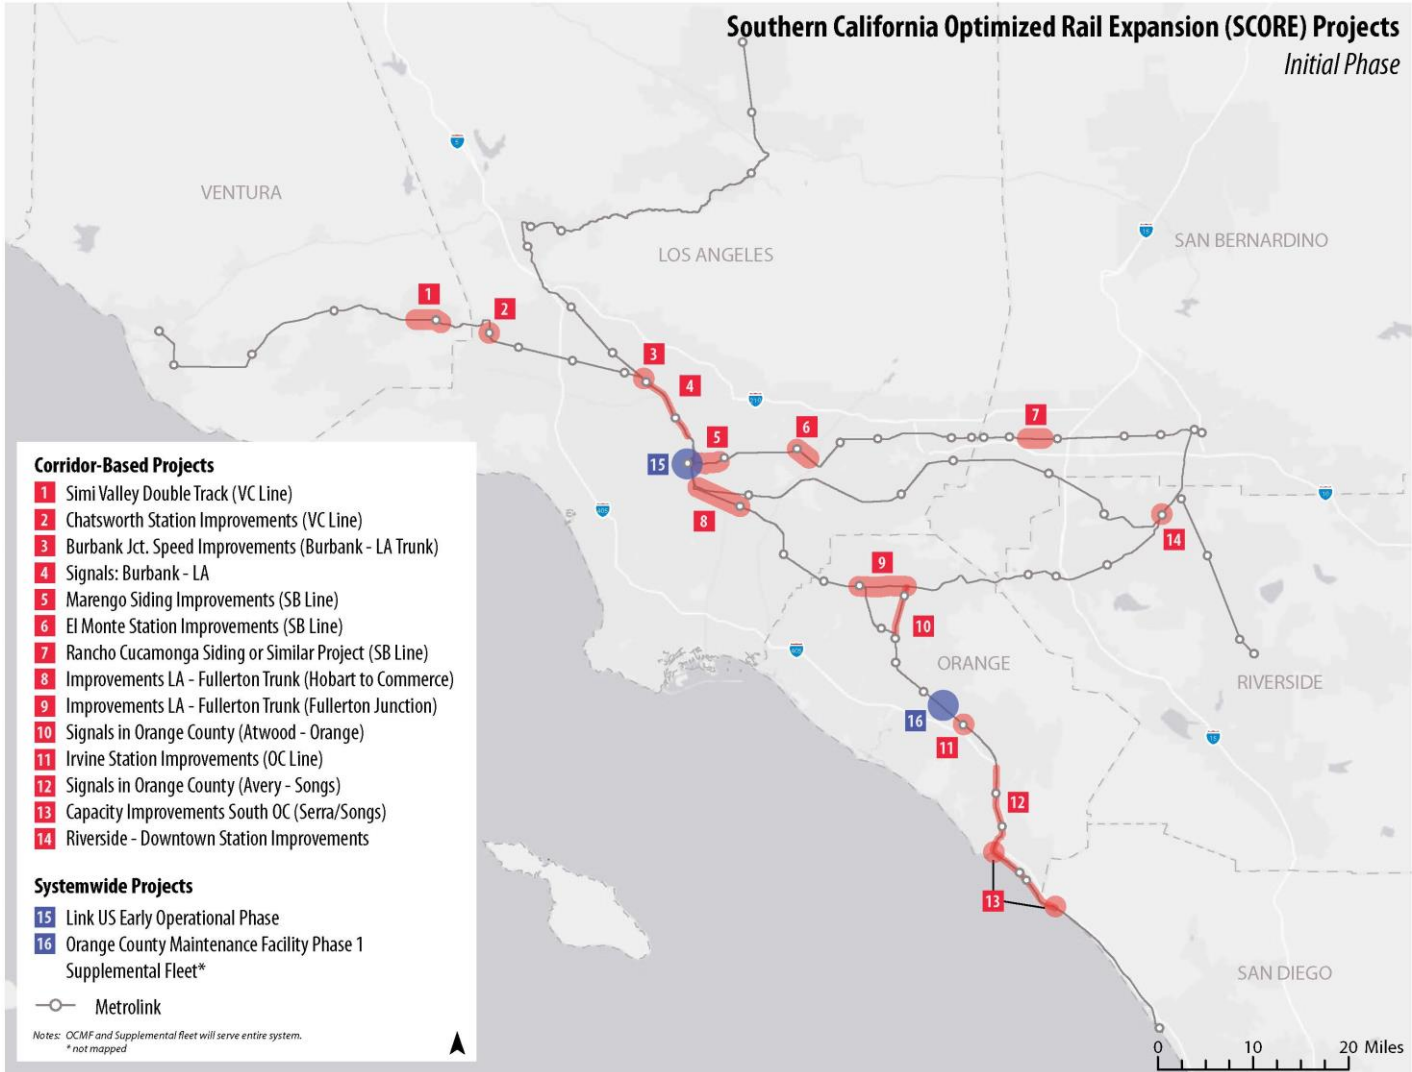 Southern California Optimized Rail Expansion (SCORE) Projects
Initial Phase
VENTURA
LOS ANGELES
SAN BERNARDINO
5
15
1
2
3
4
210
5
6
7
15
8
405
10
14
9
10
405
ORANGE
RIVERSIDE
16
11
15
12
13
SAN DIEGO
Corridor-Based Projects
1 Simi Valley Double Track (VC Line)
2 Chatsworth Station Improvements (VC Line)
3 Burbank Jct. Speed Improvements (Burbank - LA Trunk)
4 Signals: Burbank - LA
5 Marengo Siding Improvements (SB Line)
6 El Monte Station Improvements (SB Line)
7 Rancho Cucamonga Siding or Similar Project (SB Line)
8 Improvements LA - Fullerton Trunk (Hobart to Commerce)
9 Improvements LA - Fullerton Trunk (Fullerton Junction)
10 Signals in Orange County (Atwood - Orange)
11 Irvine Station Improvements (OC Line)
12 Signals in Orange County (Avery - Songs)
13 Capacity Improvements South OC (Serra/Songs)
14 Riverside - Downtown Station Improvements
Systemwide Projects
15 Link US Early Operational Phase
16 Orange County Maintenance Facility Phase 1
Supplemental Fleet*
Metrolink
Notes: OCMF and Supplemental fleet will serve entire system.
* not mapped
0 10 20 Miles